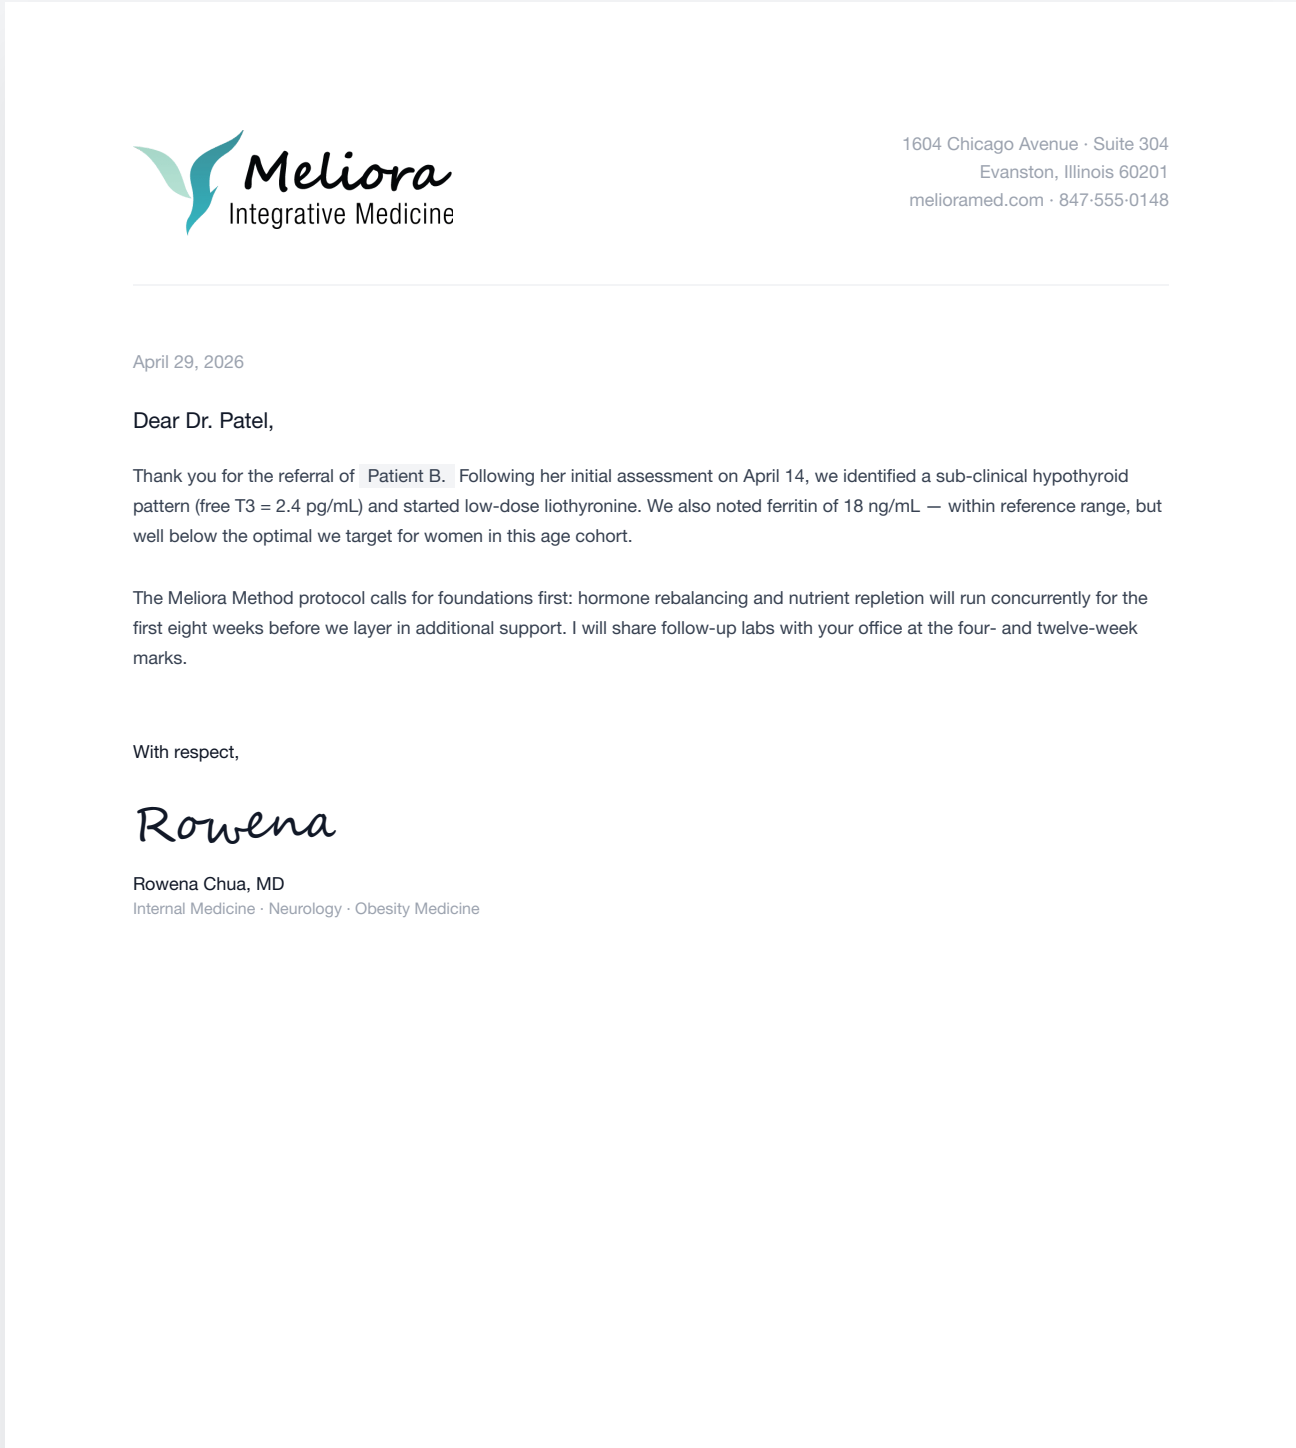 Meliora
Integrative Medicine
1604 Chicago Avenue · Suite 304
Evanston, Illinois 60201
melioramed.com · 847·555·0148
April 29, 2026
Dear Dr. Patel,
Thank you for the referral of Patient B. Following her initial assessment on April 14, we identified a sub-clinical hypothyroid
pattern (free T3 = 2.4 pg/mL) and started low-dose liothyronine. We also noted ferritin of 18 ng/mL — within reference range, but
well below the optimal we target for women in this age cohort.
The Meliora Method protocol calls for foundations first: hormone rebalancing and nutrient repletion will run concurrently for the
first eight weeks before we layer in additional support. I will share follow-up labs with your office at the four- and twelve-week
marks.
With respect,
Rowena
Rowena Chua, MD
Internal Medicine · Neurology · Obesity Medicine